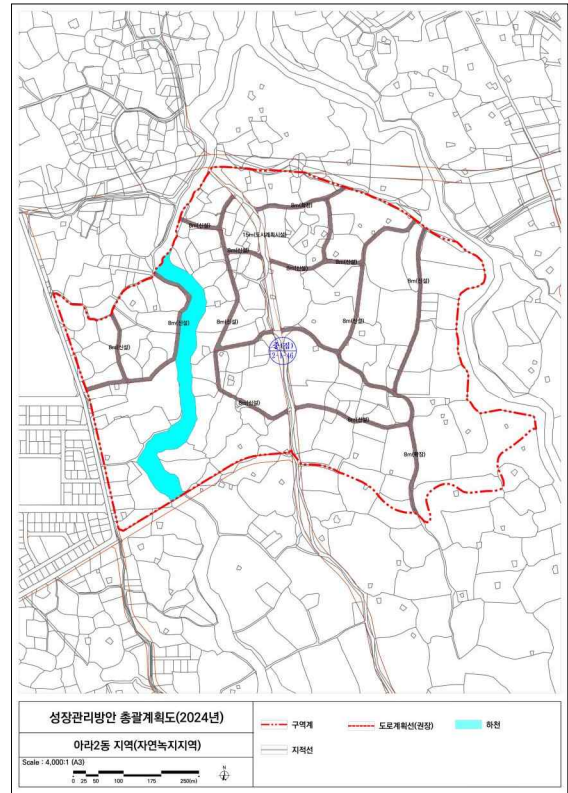 8m(확장)
8m(신설)
15m(도시계획시설)
8m(신설)
8m(신설)
8m(신설)
8m(신설)
8m(신설)
8m(신설)
8m(신설)
8m(신설)
8m(신설)
8m(확장)
성장관리방안 총괄계획도(2024년)
아라2동 지역(자연녹지지역)
Scale : 4,000:1 (A3)
0 25 50 100 175 250(m)
N
구역계
도로계획선(권장)
하천
지적선